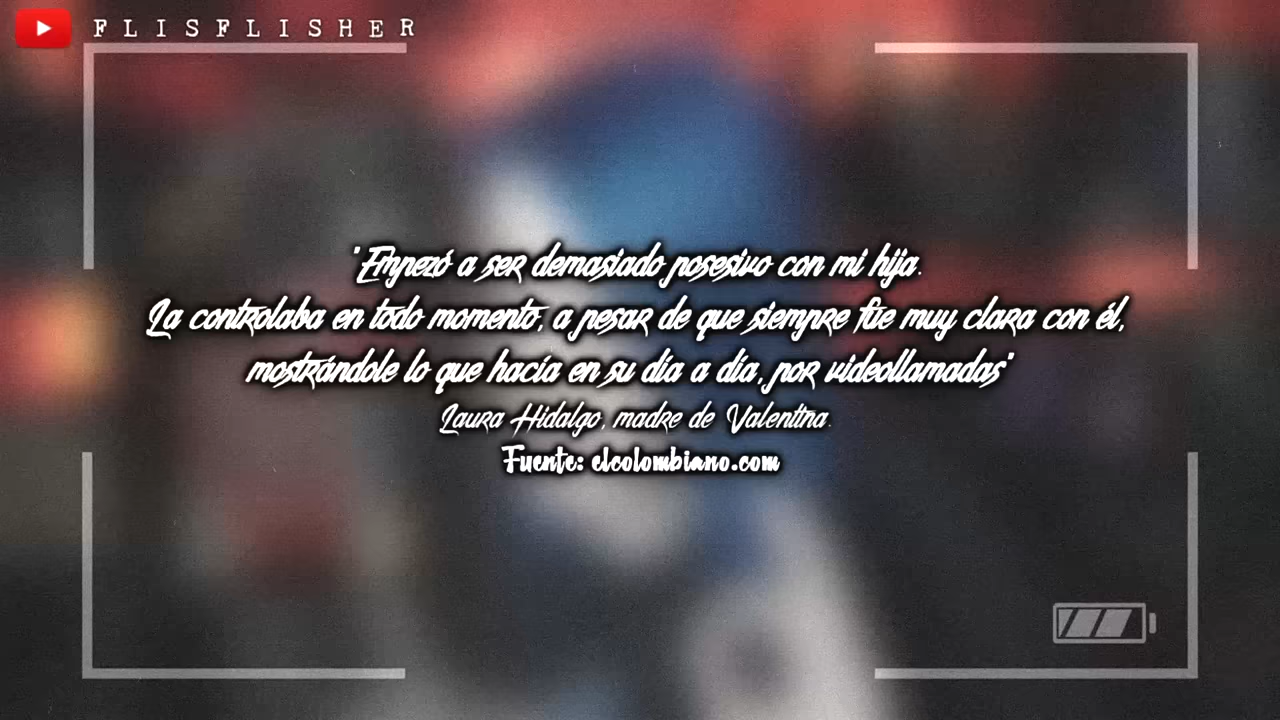 FLISFLISHER
"Empezó a ser demasiado posesivo con mi hija.
La controlaba en todo momento, a pesar de que siempre fue muy clara con él,
mostrándole lo que hacía en su día a día, por videollamadas"
Laura Hidalgo, madre de Valentina.
Fuente: elcolombiano.com